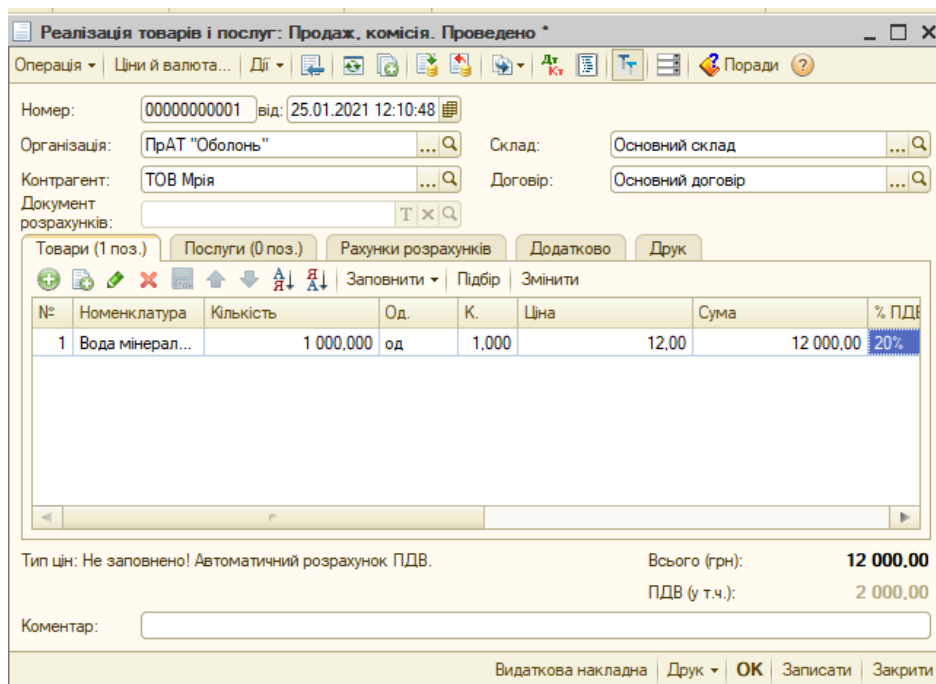 Реалізація товарів і послуг: Продаж, комісія. Проведено *
Операція Ціни й валюта... Дії Дт Кт Поради
Номер: 00000000001 від: 25.01.2021 12:10:48
Організація: ПрАТ "Оболонь" ... Склад: Основний склад ...
Контрагент: ТОВ Мрія ... Договір: Основний договір ...
Документ розрахунків: T
Товари (1 поз.) Послуги (0 поз.) Рахунки розрахунків Додатково Друк
Заповнити Підбір Змінити
№ Номенклатура Кількість Од. К. Ціна Сума % ПДВ
1 Вода мінерал... 1 000,000 од 1,000 12,00 12 000,00 20%
Тип цін: Не заповнено! Автоматичний розрахунок ПДВ. Всього (грн): 12 000,00
ПДВ (у т.ч.): 2 000,00
Коментар:
Видаткова накладна Друк OK Записати Закрити